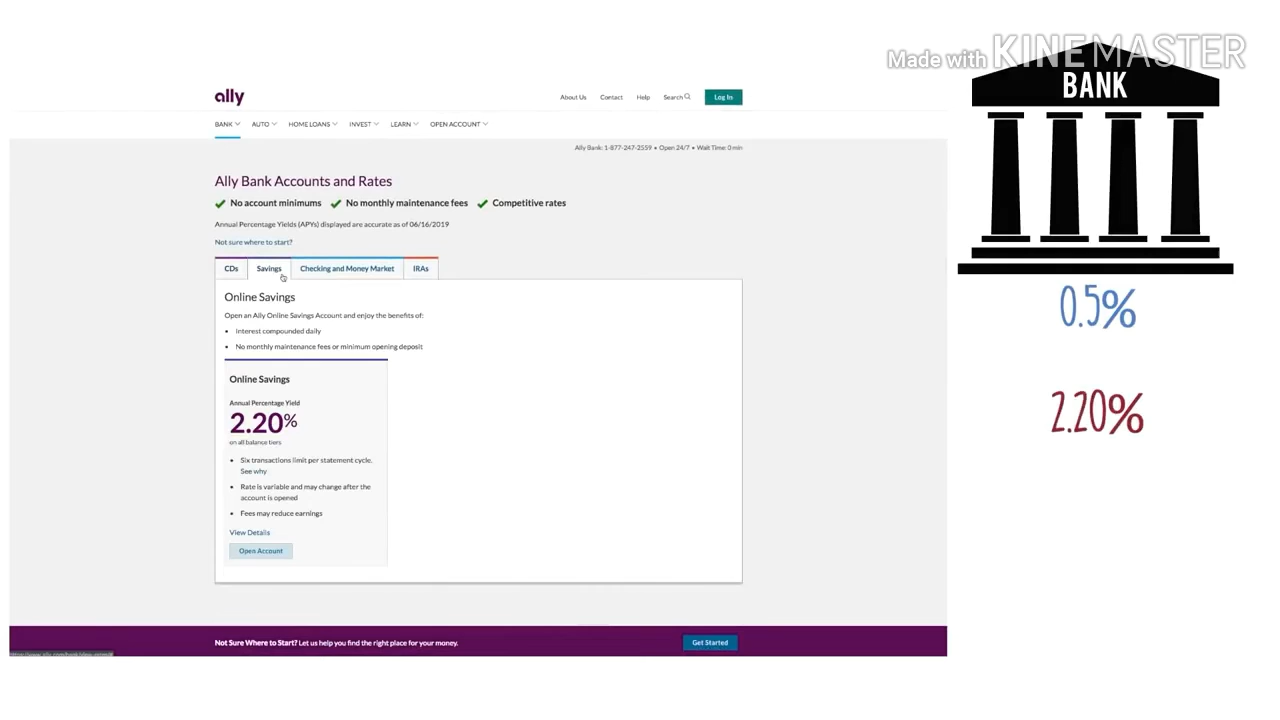 Made with KINEMASTER
BANK
ally
About Us Contact Help Search Log In
BANK AUTO HOME LOANS INVEST LEARN OPEN ACCOUNT
Ally Bank: 1-877-247-2559 • Open 24/7 • Wait Time: 0 min
Ally Bank Accounts and Rates
No account minimums No monthly maintenance fees Competitive rates
Annual Percentage Yields (APYs) displayed are accurate as of 06/16/2019
Not sure where to start?
CDs Savings Checking and Money Market IRAs
Online Savings
Open an Ally Online Savings Account and enjoy the benefits of:
• Interest compounded daily
• No monthly maintenance fees or minimum opening deposit
Online Savings
Annual Percentage Yield
2.20%
on all balance tiers
• Six transactions limit per statement cycle.
See why
• Rate is variable and may change after the
account is opened
• Fees may reduce earnings
View Details
Open Account
0.5%
2.20%
Not Sure Where to Start? Let us help you find the right place for your money.
Get Started